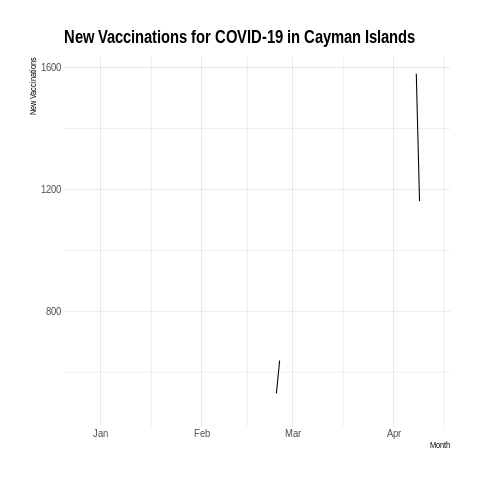 New Vaccinations for COVID-19 in Cayman Islands
New Vaccinations
1600
1200
800
Jan Feb Mar Apr
Month